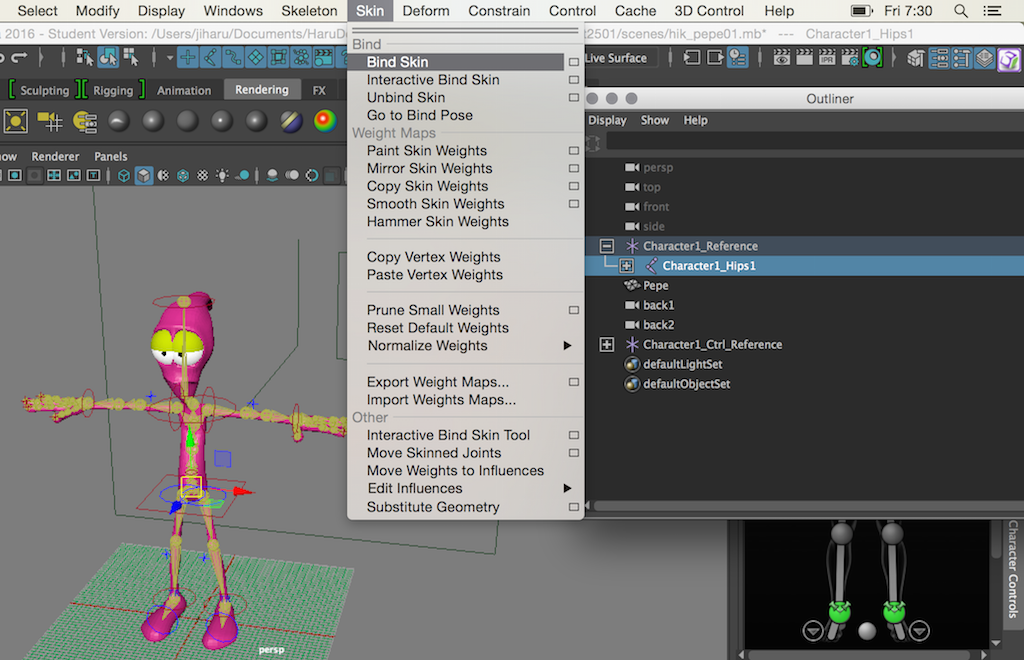 Select Modify Display Windows Skeleton Skin Deform Constrain Control Cache 3D Control Help Fri 7:30
2016 - Student Version: /Users/jiharu/Documents/HaruDe
t2501/scenes/hik_pepe01.mb* --- Character1_Hips1
Live Surface
IPR
Sculpting Rigging Animation Rendering FX
ow Renderer Panels
Bind
Bind Skin
Interactive Bind Skin
Unbind Skin
Go to Bind Pose
Weight Maps
Paint Skin Weights
Mirror Skin Weights
Copy Skin Weights
Smooth Skin Weights
Hammer Skin Weights
Copy Vertex Weights
Paste Vertex Weights
Prune Small Weights
Reset Default Weights
Normalize Weights
Export Weight Maps...
Import Weights Maps...
Other
Interactive Bind Skin Tool
Move Skinned Joints
Move Weights to Influences
Edit Influences
Substitute Geometry
Outliner
Display Show Help
persp
top
front
side
Character1_Reference
Character1_Hips1
Pepe
back1
back2
Character1_Ctrl_Reference
defaultLightSet
defaultObjectSet
Character Controls
persp